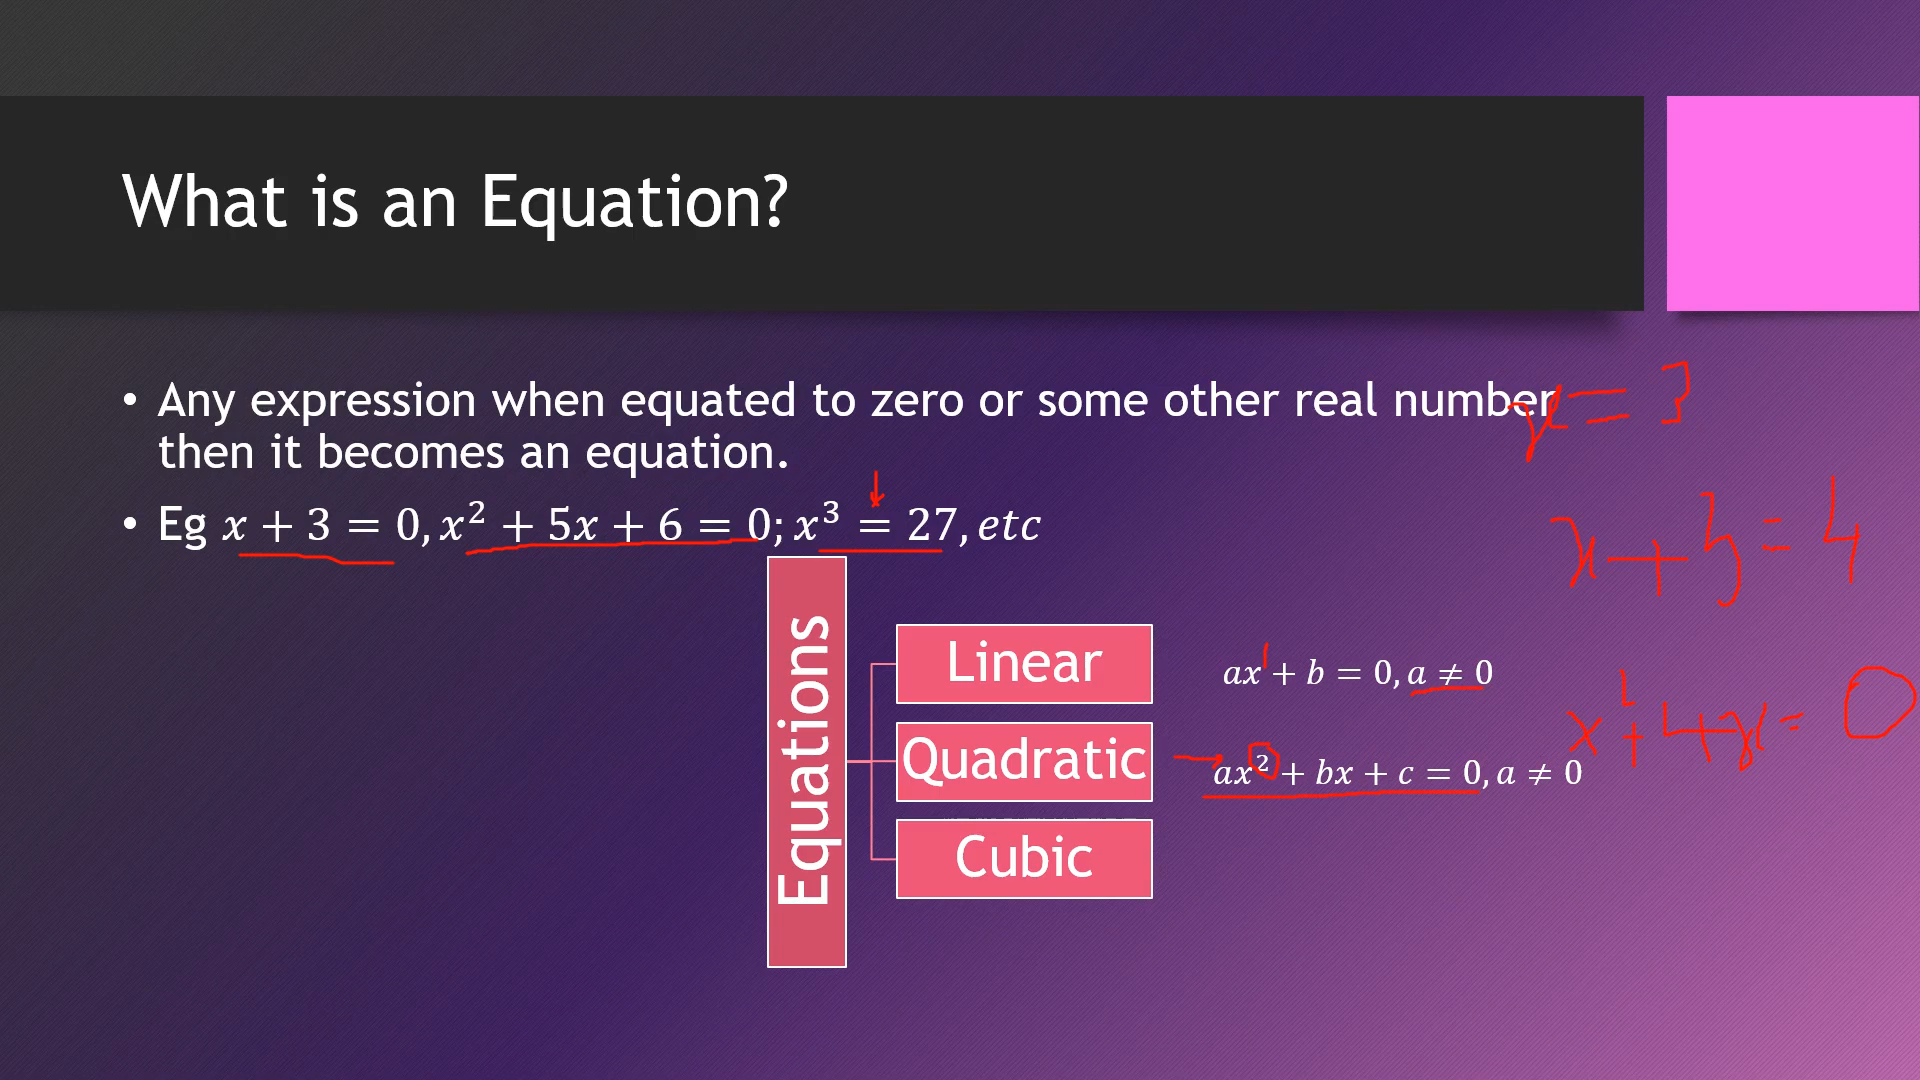 What is an Equation?
• Any expression when equated to zero or some other real number
then it becomes an equation.
x = 3
• Eg x + 3 = 0, x² + 5x + 6 = 0; x³ = 27, etc
x + 3 = 4
Equations
Linear
ax¹ + b = 0, a ≠ 0
Quadratic
ax² + bx + c = 0, a ≠ 0
x² + 4x = 0
Cubic